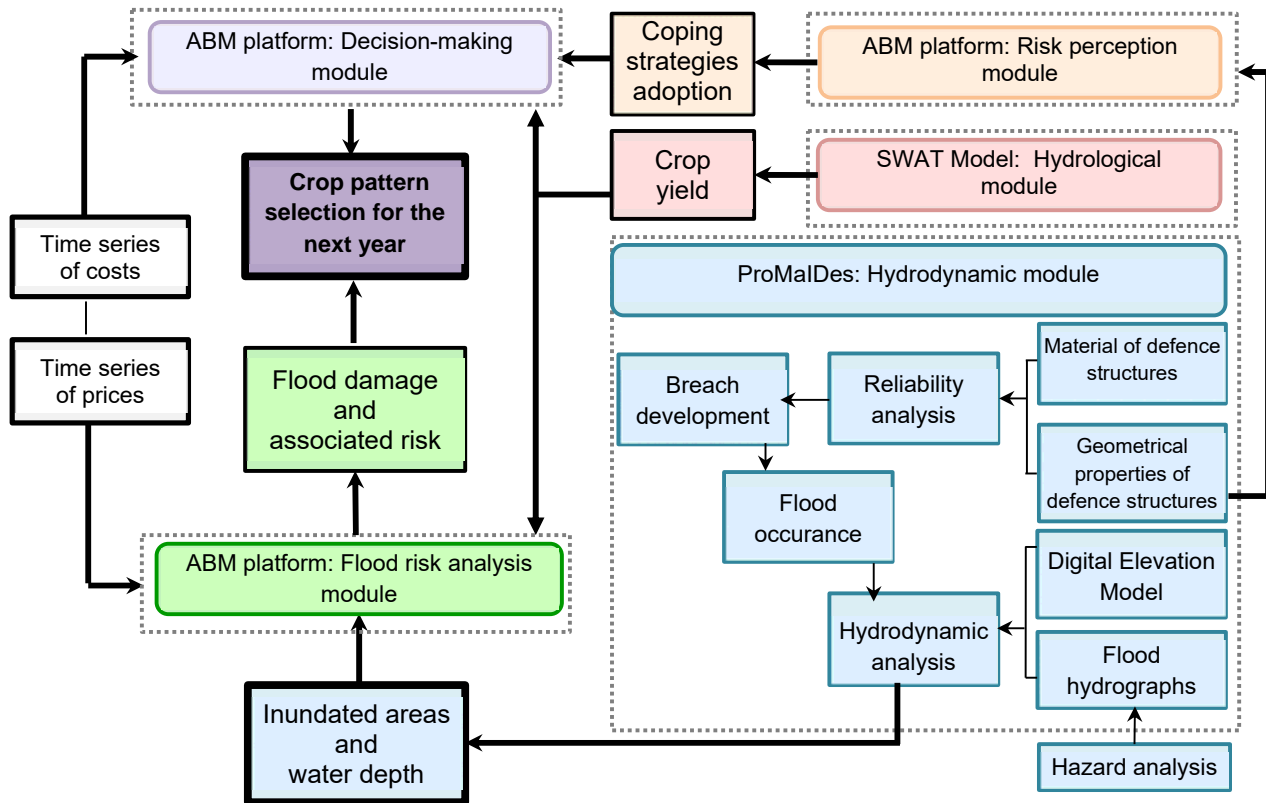 ABM platform: Decision-making
module
Coping
strategies
adoption
ABM platform: Risk perception
module
Crop
yield
SWAT Model:  Hydrological
module
Crop pattern
selection for the
next year
Time series
of costs
Time series
of prices
Flood damage
and
associated risk
ABM platform: Flood risk analysis
module
Inundated areas
and
water depth
ProMaIDes: Hydrodynamic module
Material of defence
structures
Reliability
analysis
Breach
development
Geometrical
properties of
defence structures
Flood
occurance
Digital Elevation
Model
Hydrodynamic
analysis
Flood
hydrographs
Hazard analysis